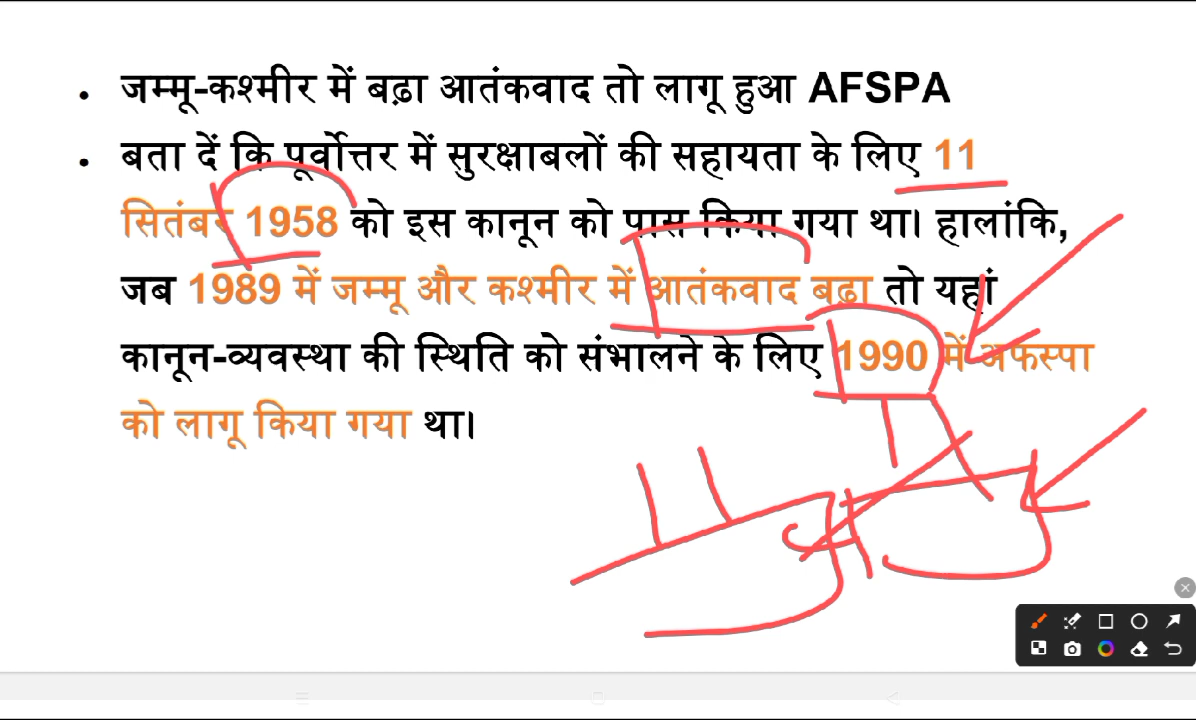 जम्मू-कश्मीर में बढ़ा आतंकवाद तो लागू हुआ AFSPA
बता दें कि पूर्वोत्तर में सुरक्षाबलों की सहायता के लिए 11
सितंबर 1958 को इस कानून को पास किया गया था। हालांकि,
जब 1989 में जम्मू और कश्मीर में आतंकवाद बढ़ा तो यहां
कानून-व्यवस्था की स्थिति को संभालने के लिए 1990 में अफस्पा
को लागू किया गया था।